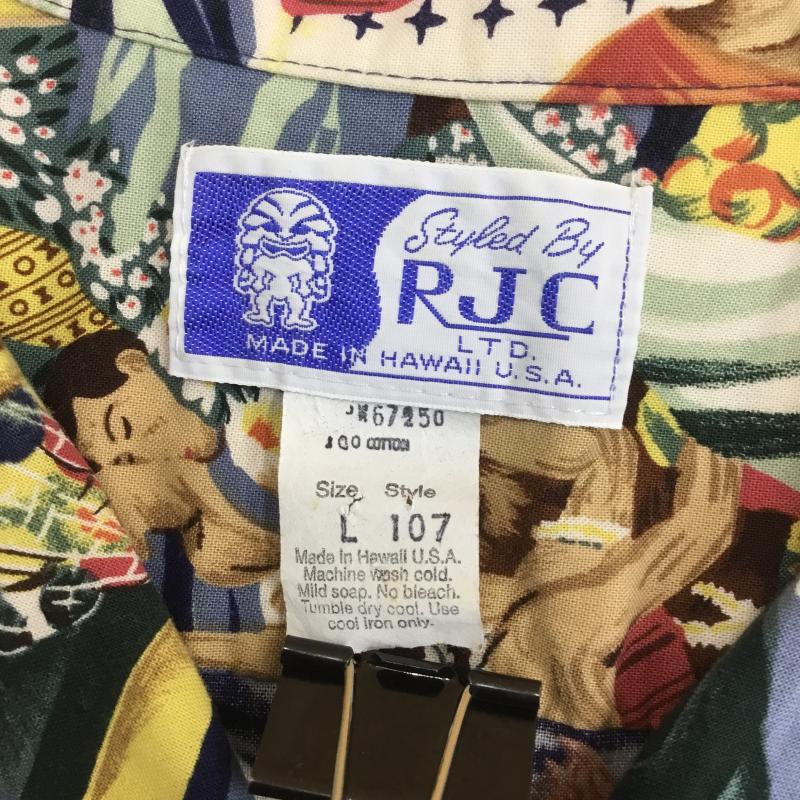 Styled By
RJC
LTD.
MADE IN HAWAII U.S.A.
100 COTTON
Size Style
L 107
Made in Hawaii U.S.A.
Machine wash cold.
Mild soap. No bleach.
Tumble dry cool. Use
cool iron only.